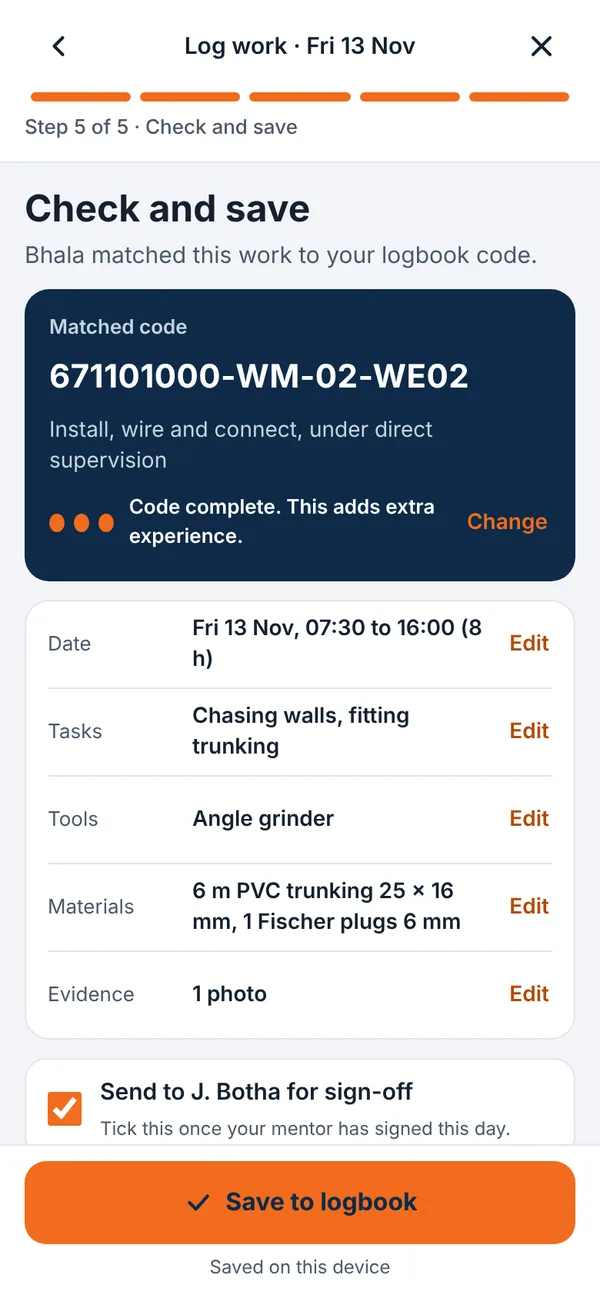 Log work · Fri 13 Nov
Step 5 of 5 · Check and save
Check and save
Bhala matched this work to your logbook code.
Matched code
671101000-WM-02-WE02
Install, wire and connect, under direct
supervision
Code complete. This adds extra
experience.
Change
Date
Fri 13 Nov, 07:30 to 16:00 (8
h)
Edit
Tasks
Chasing walls, fitting
trunking
Edit
Tools
Angle grinder
Edit
Materials
6 m PVC trunking 25 × 16
mm, 1 Fischer plugs 6 mm
Edit
Evidence
1 photo
Edit
Send to J. Botha for sign-off
Tick this once your mentor has signed this day.
Save to logbook
Saved on this device